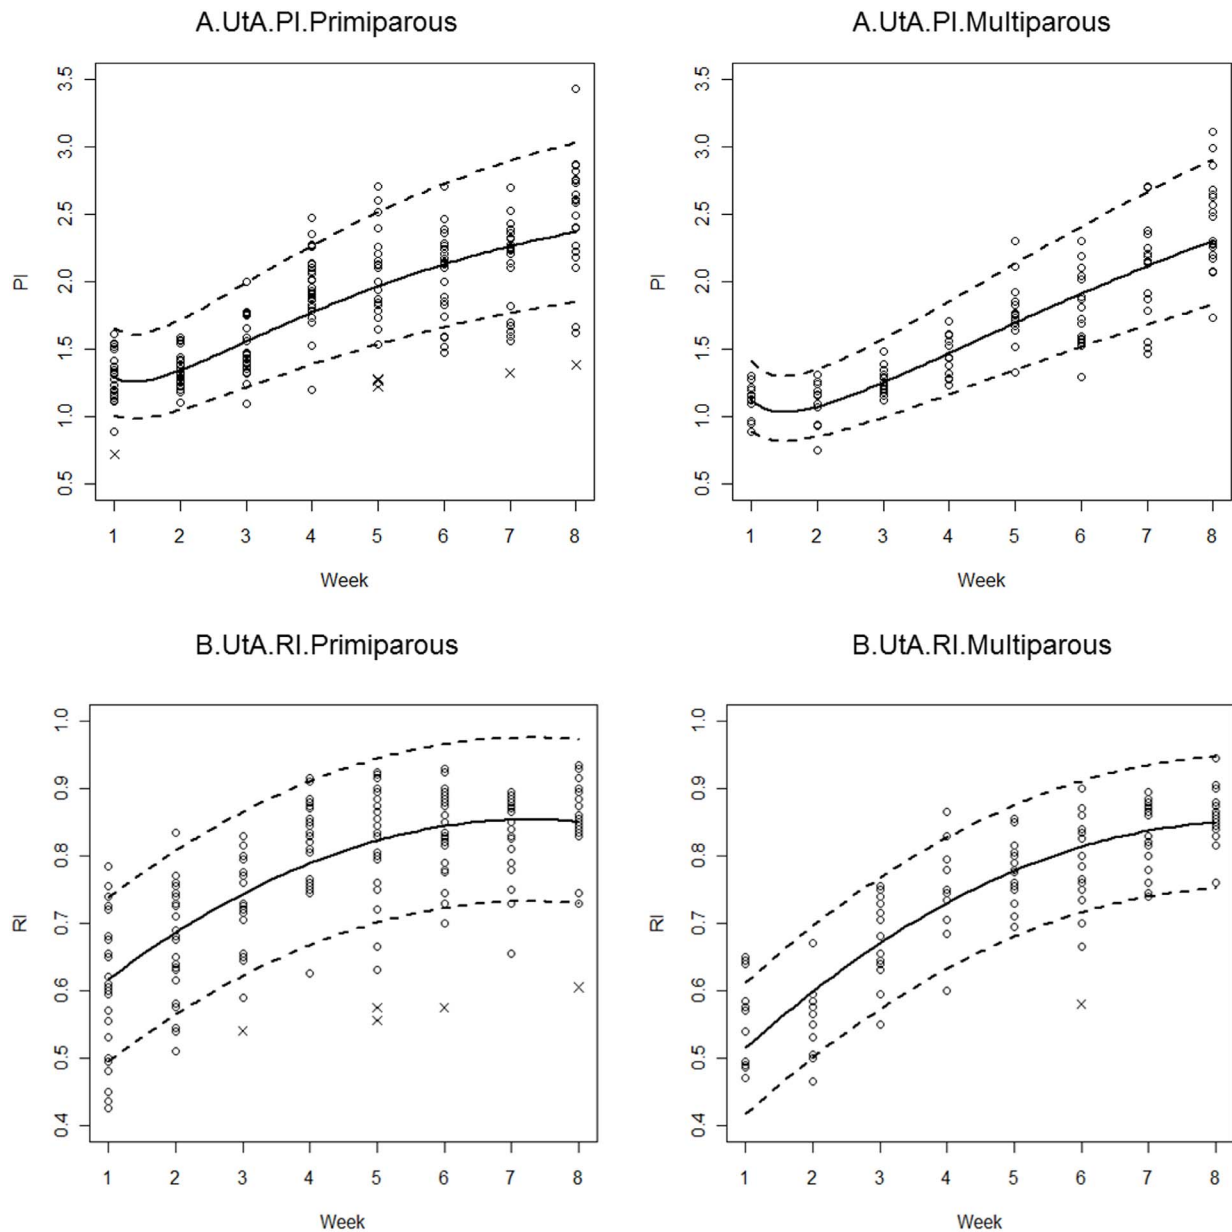 A.UtA.PI.Primiparous
PI
3.5
3.0
2.5
2.0
1.5
1.0
0.5
1 2 3 4 5 6 7 8
Week
A.UtA.PI.Multiparous
PI
3.5
3.0
2.5
2.0
1.5
1.0
0.5
1 2 3 4 5 6 7 8
Week
B.UtA.RI.Primiparous
RI
1.0
0.9
0.8
0.7
0.6
0.5
0.4
1 2 3 4 5 6 7 8
Week
B.UtA.RI.Multiparous
RI
1.0
0.9
0.8
0.7
0.6
0.5
0.4
1 2 3 4 5 6 7 8
Week